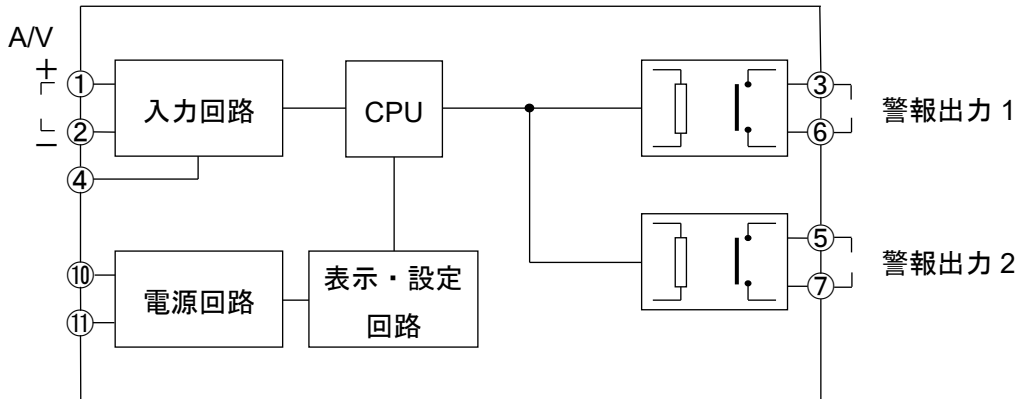 A/V
+
①
②
−
④
入力回路
CPU
③
⑥
警報出力 1
⑩
⑪
電源回路
表示・設定
回路
⑤
⑦
警報出力 2